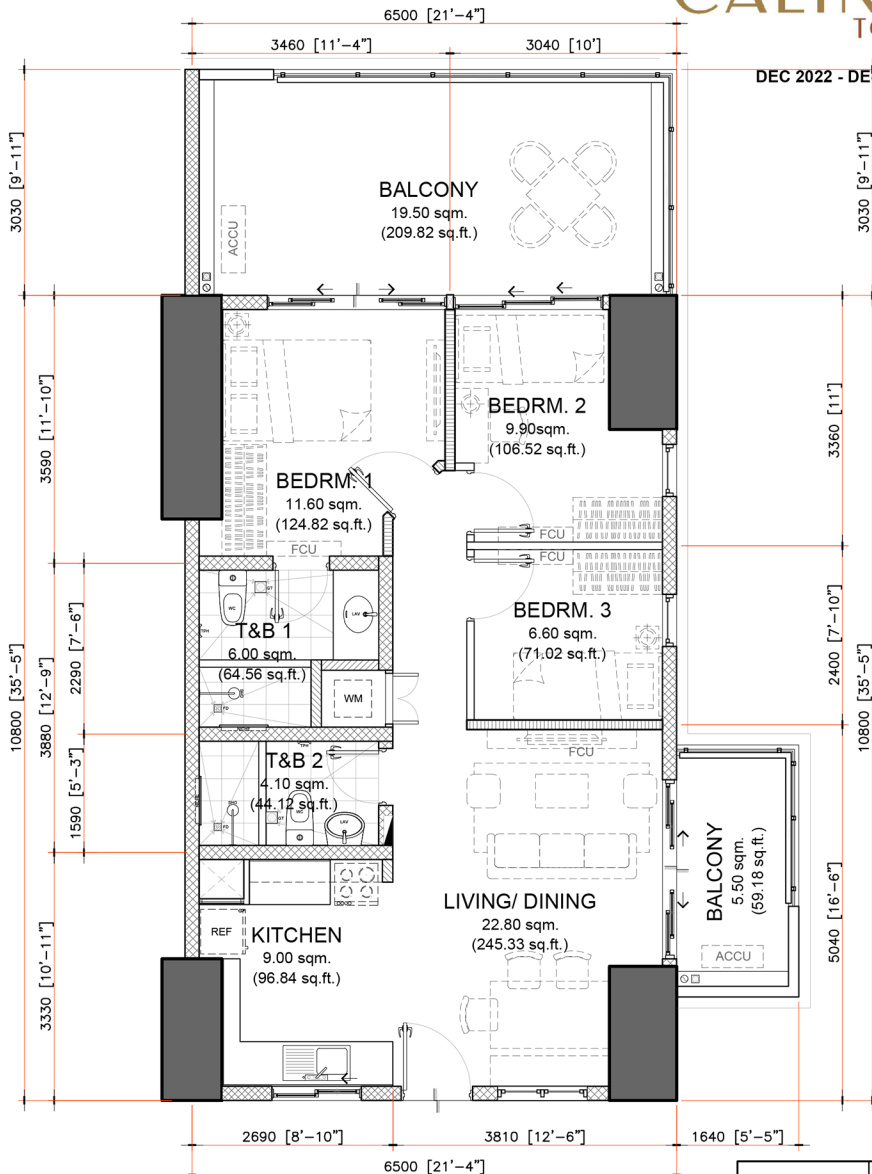 6500 [21'-4"]
3460 [11'-4"]
3040 [10']
DEC 2022 - DE
3030 [9'-11"]
3030 [9'-11"]
BALCONY
19.50 sqm.
(209.82 sq.ft.)
ACCU
3590 [11'-10"]
3360 [11']
BEDRM. 2
9.90sqm.
(106.52 sq.ft.)
BEDRM. 1
11.60 sqm.
(124.82 sq.ft.)
FCU
FCU
FCU
BEDRM. 3
6.60 sqm.
(71.02 sq.ft.)
2400 [7'-10"]
WC
LAV
T&B 1
6.00 sqm.
(64.56 sq.ft.)
2290 [7'-6"]
WM
FD
10800 [35'-5"]
3880 [12'-9"]
10800 [35'-5"]
T&B 2
4.10 sqm.
(44.12 sq.ft.)
WC
LAV
FD
1590 [5'-3"]
FCU
BALCONY
5.50 sqm.
(59.18 sq.ft.)
ACCU
5040 [16'-6"]
LIVING/ DINING
22.80 sqm.
(245.33 sq.ft.)
REF
KITCHEN
9.00 sqm.
(96.84 sq.ft.)
3330 [10'-11"]
2690 [8'-10"]
3810 [12'-6"]
1640 [5'-5"]
6500 [21'-4"]